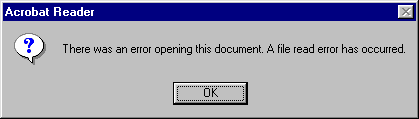 Acrobat Reader
There was an error opening this document. A file read error has occurred.
OK